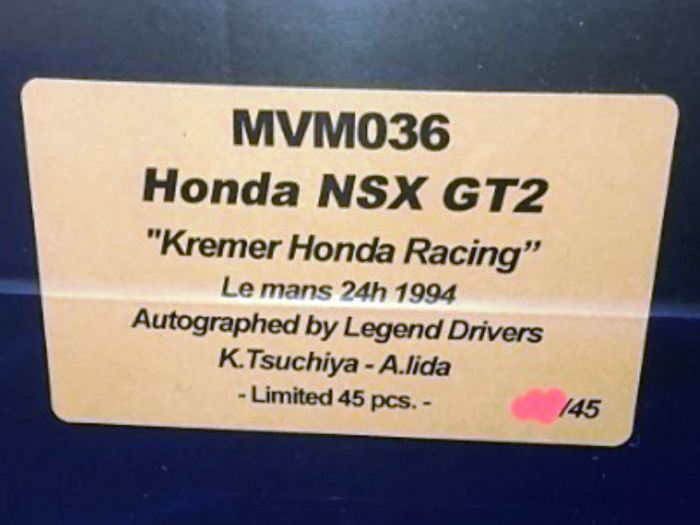 MVM036
Honda NSX GT2
"Kremer Honda Racing”
Le mans 24h 1994
Autographed by Legend Drivers
K.Tsuchiya - A.Iida
- Limited 45 pcs. -
/45